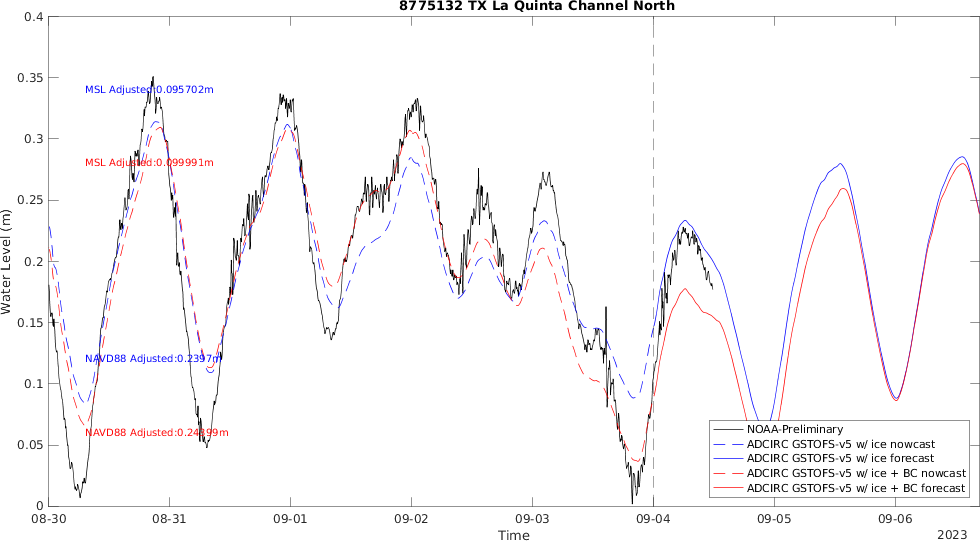 8775132 TX La Quinta Channel North
0.4
0.35
0.3
0.25
0.2
0.15
0.1
0.05
0
Water Level (m)
MSL Adjusted:0.095702m
MSL Adjusted:0.099991m
NAVD88 Adjusted:0.2397m
NAVD88 Adjusted:0.24399m
NOAA-Preliminary
ADCIRC GSTOFS-v5 w/ ice nowcast
ADCIRC GSTOFS-v5 w/ ice forecast
ADCIRC GSTOFS-v5 w/ ice + BC nowcast
ADCIRC GSTOFS-v5 w/ ice + BC forecast
08-30 08-31 09-01 09-02 09-03 09-04 09-05 09-06
Time
2023